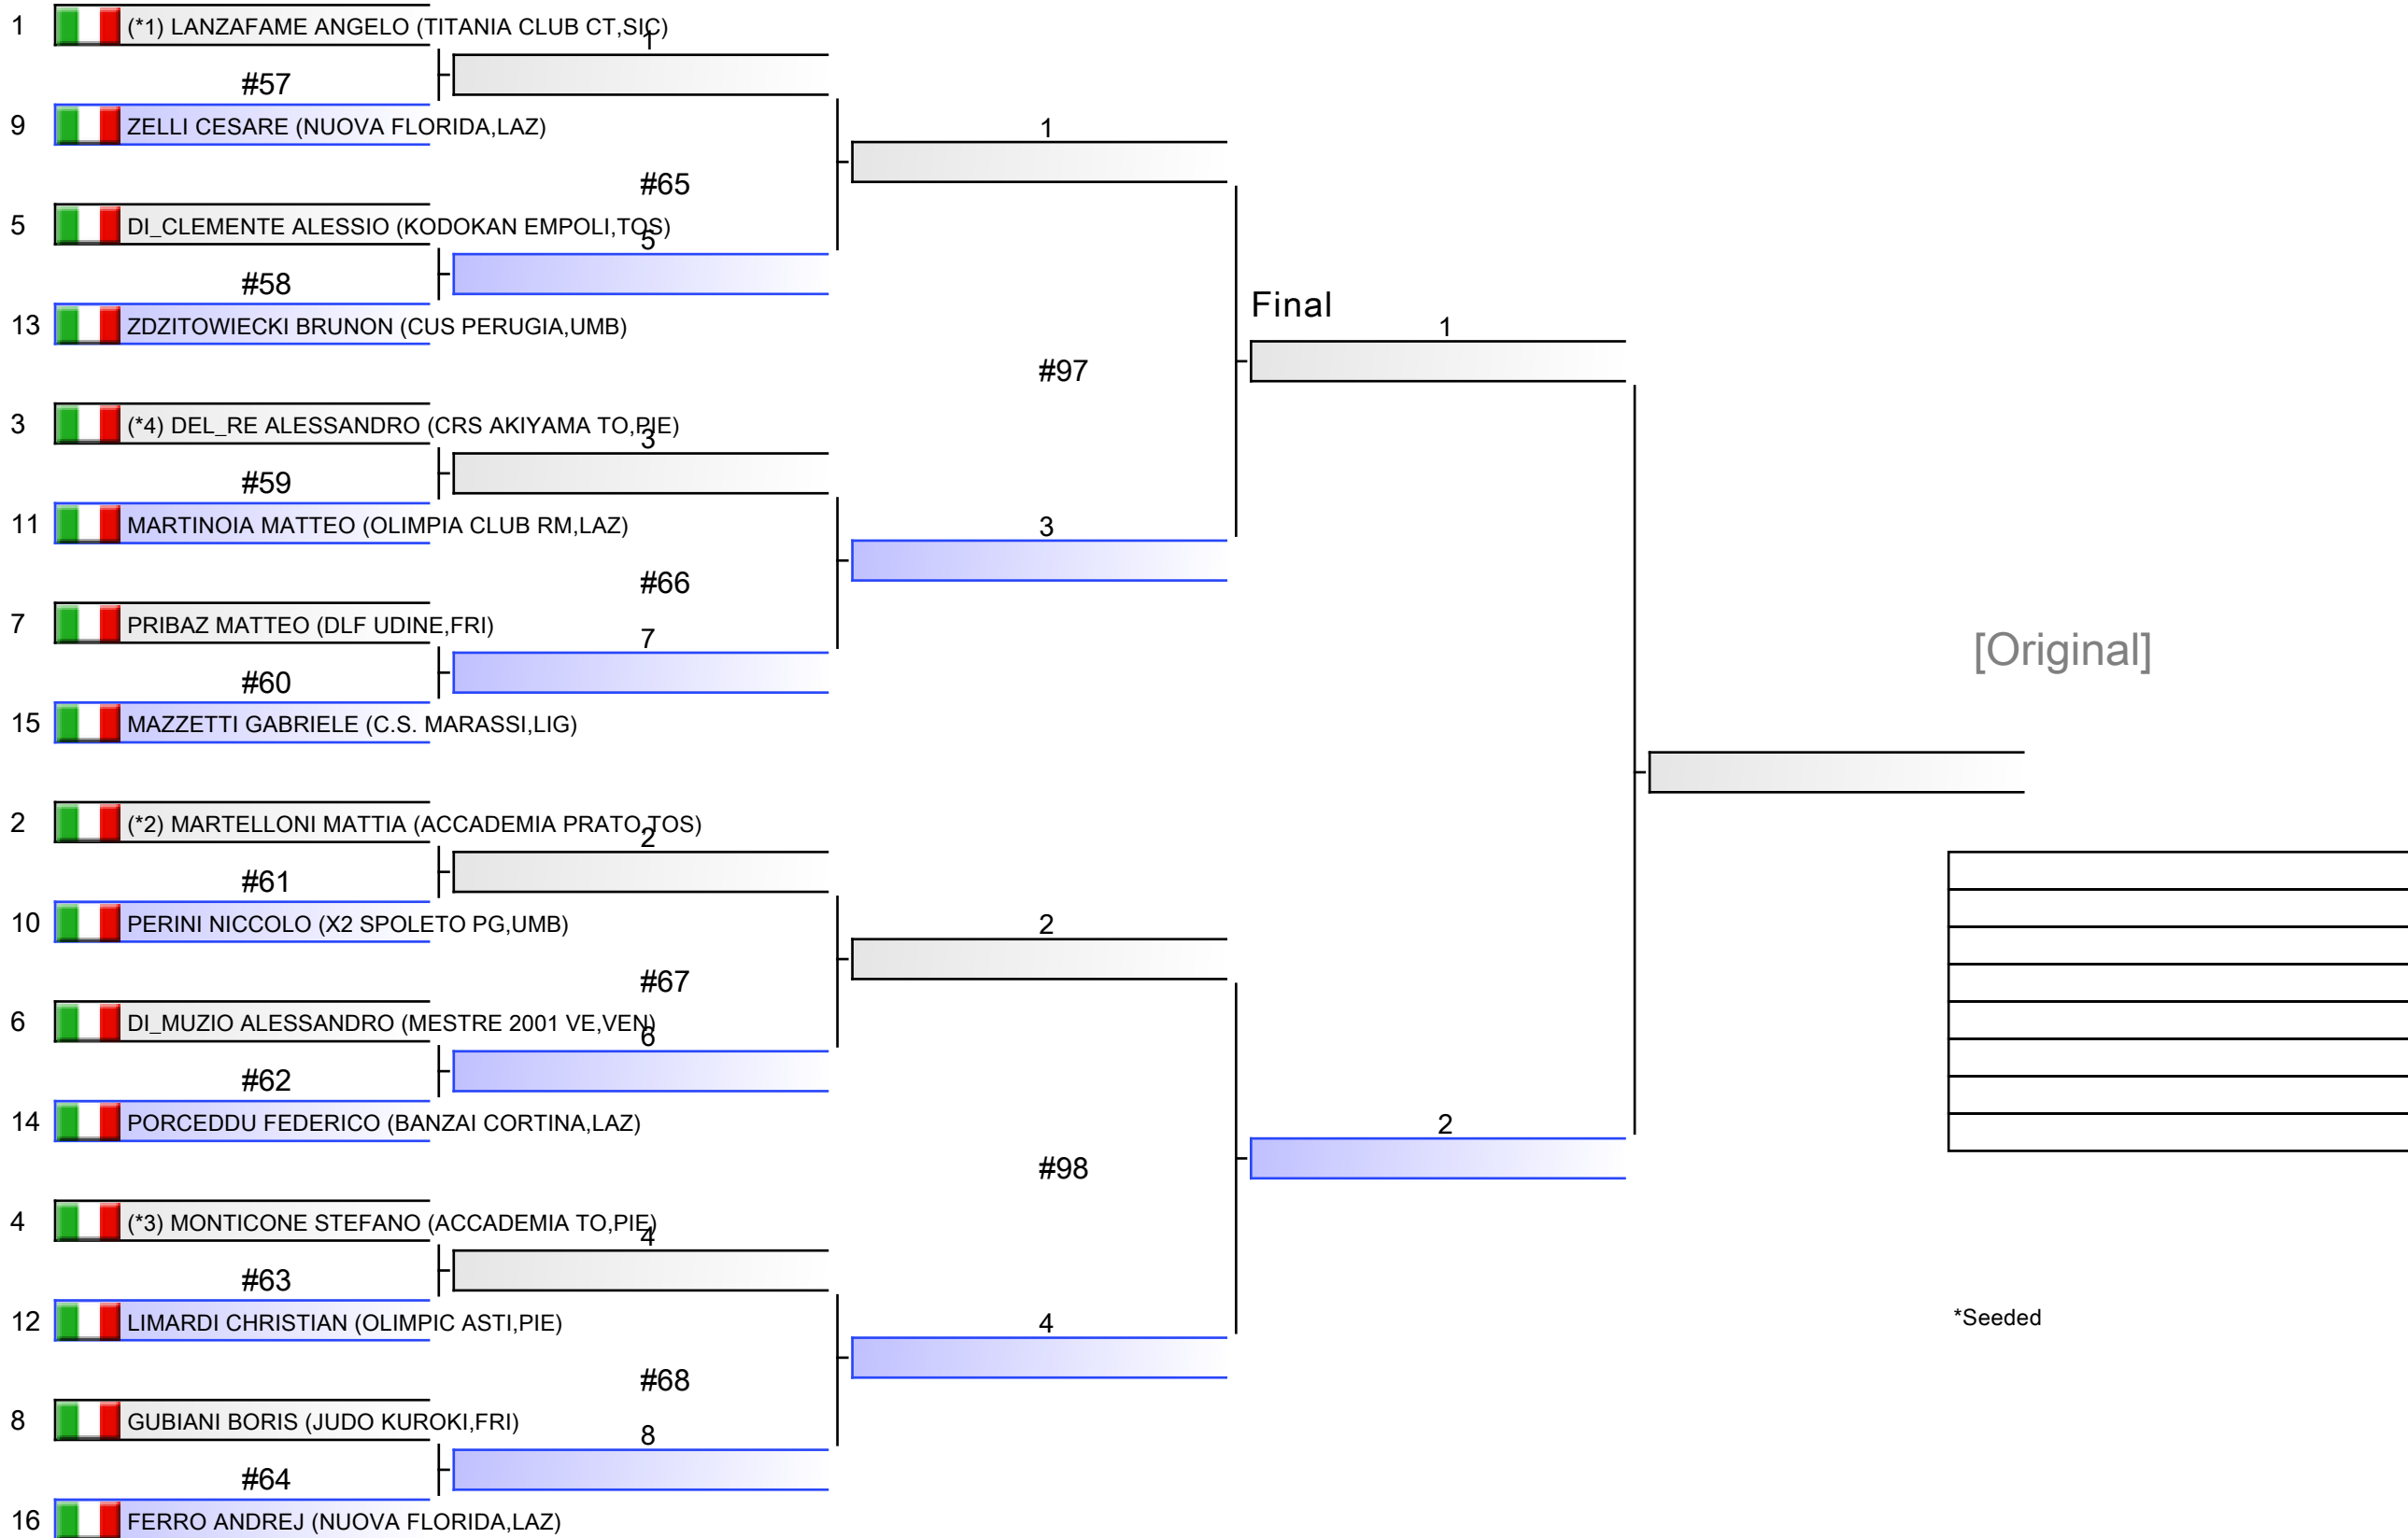 1 (*1) LANZAFAME ANGELO (TITANIA CLUB CT,SIC)
1
#57
9 ZELLI CESARE (NUOVA FLORIDA,LAZ)
1
#65
5 DI_CLEMENTE ALESSIO (KODOKAN EMPOLI,TOS)
5
#58
Final
13 ZDZITOWIECKI BRUNON (CUS PERUGIA,UMB)
1
#97
3 (*4) DEL_RE ALESSANDRO (CRS AKIYAMA TO,PIE)
3
#59
11 MARTINOIA MATTEO (OLIMPIA CLUB RM,LAZ)
3
#66
7 PRIBAZ MATTEO (DLF UDINE,FRI)
7
[Original]
#60
15 MAZZETTI GABRIELE (C.S. MARASSI,LIG)
2 (*2) MARTELLONI MATTIA (ACCADEMIA PRATO,TOS)
2
#61
10 PERINI NICCOLO (X2 SPOLETO PG,UMB)
2
#67
6 DI_MUZIO ALESSANDRO (MESTRE 2001 VE,VEN)
6
#62
14 PORCEDDU FEDERICO (BANZAI CORTINA,LAZ)
2
#98
4 (*3) MONTICONE STEFANO (ACCADEMIA TO,PIE)
4
#63
12 LIMARDI CHRISTIAN (OLIMPIC ASTI,PIE)
4
*Seeded
#68
8 GUBIANI BORIS (JUDO KUROKI,FRI)
8
#64
16 FERRO ANDREJ (NUOVA FLORIDA,LAZ)